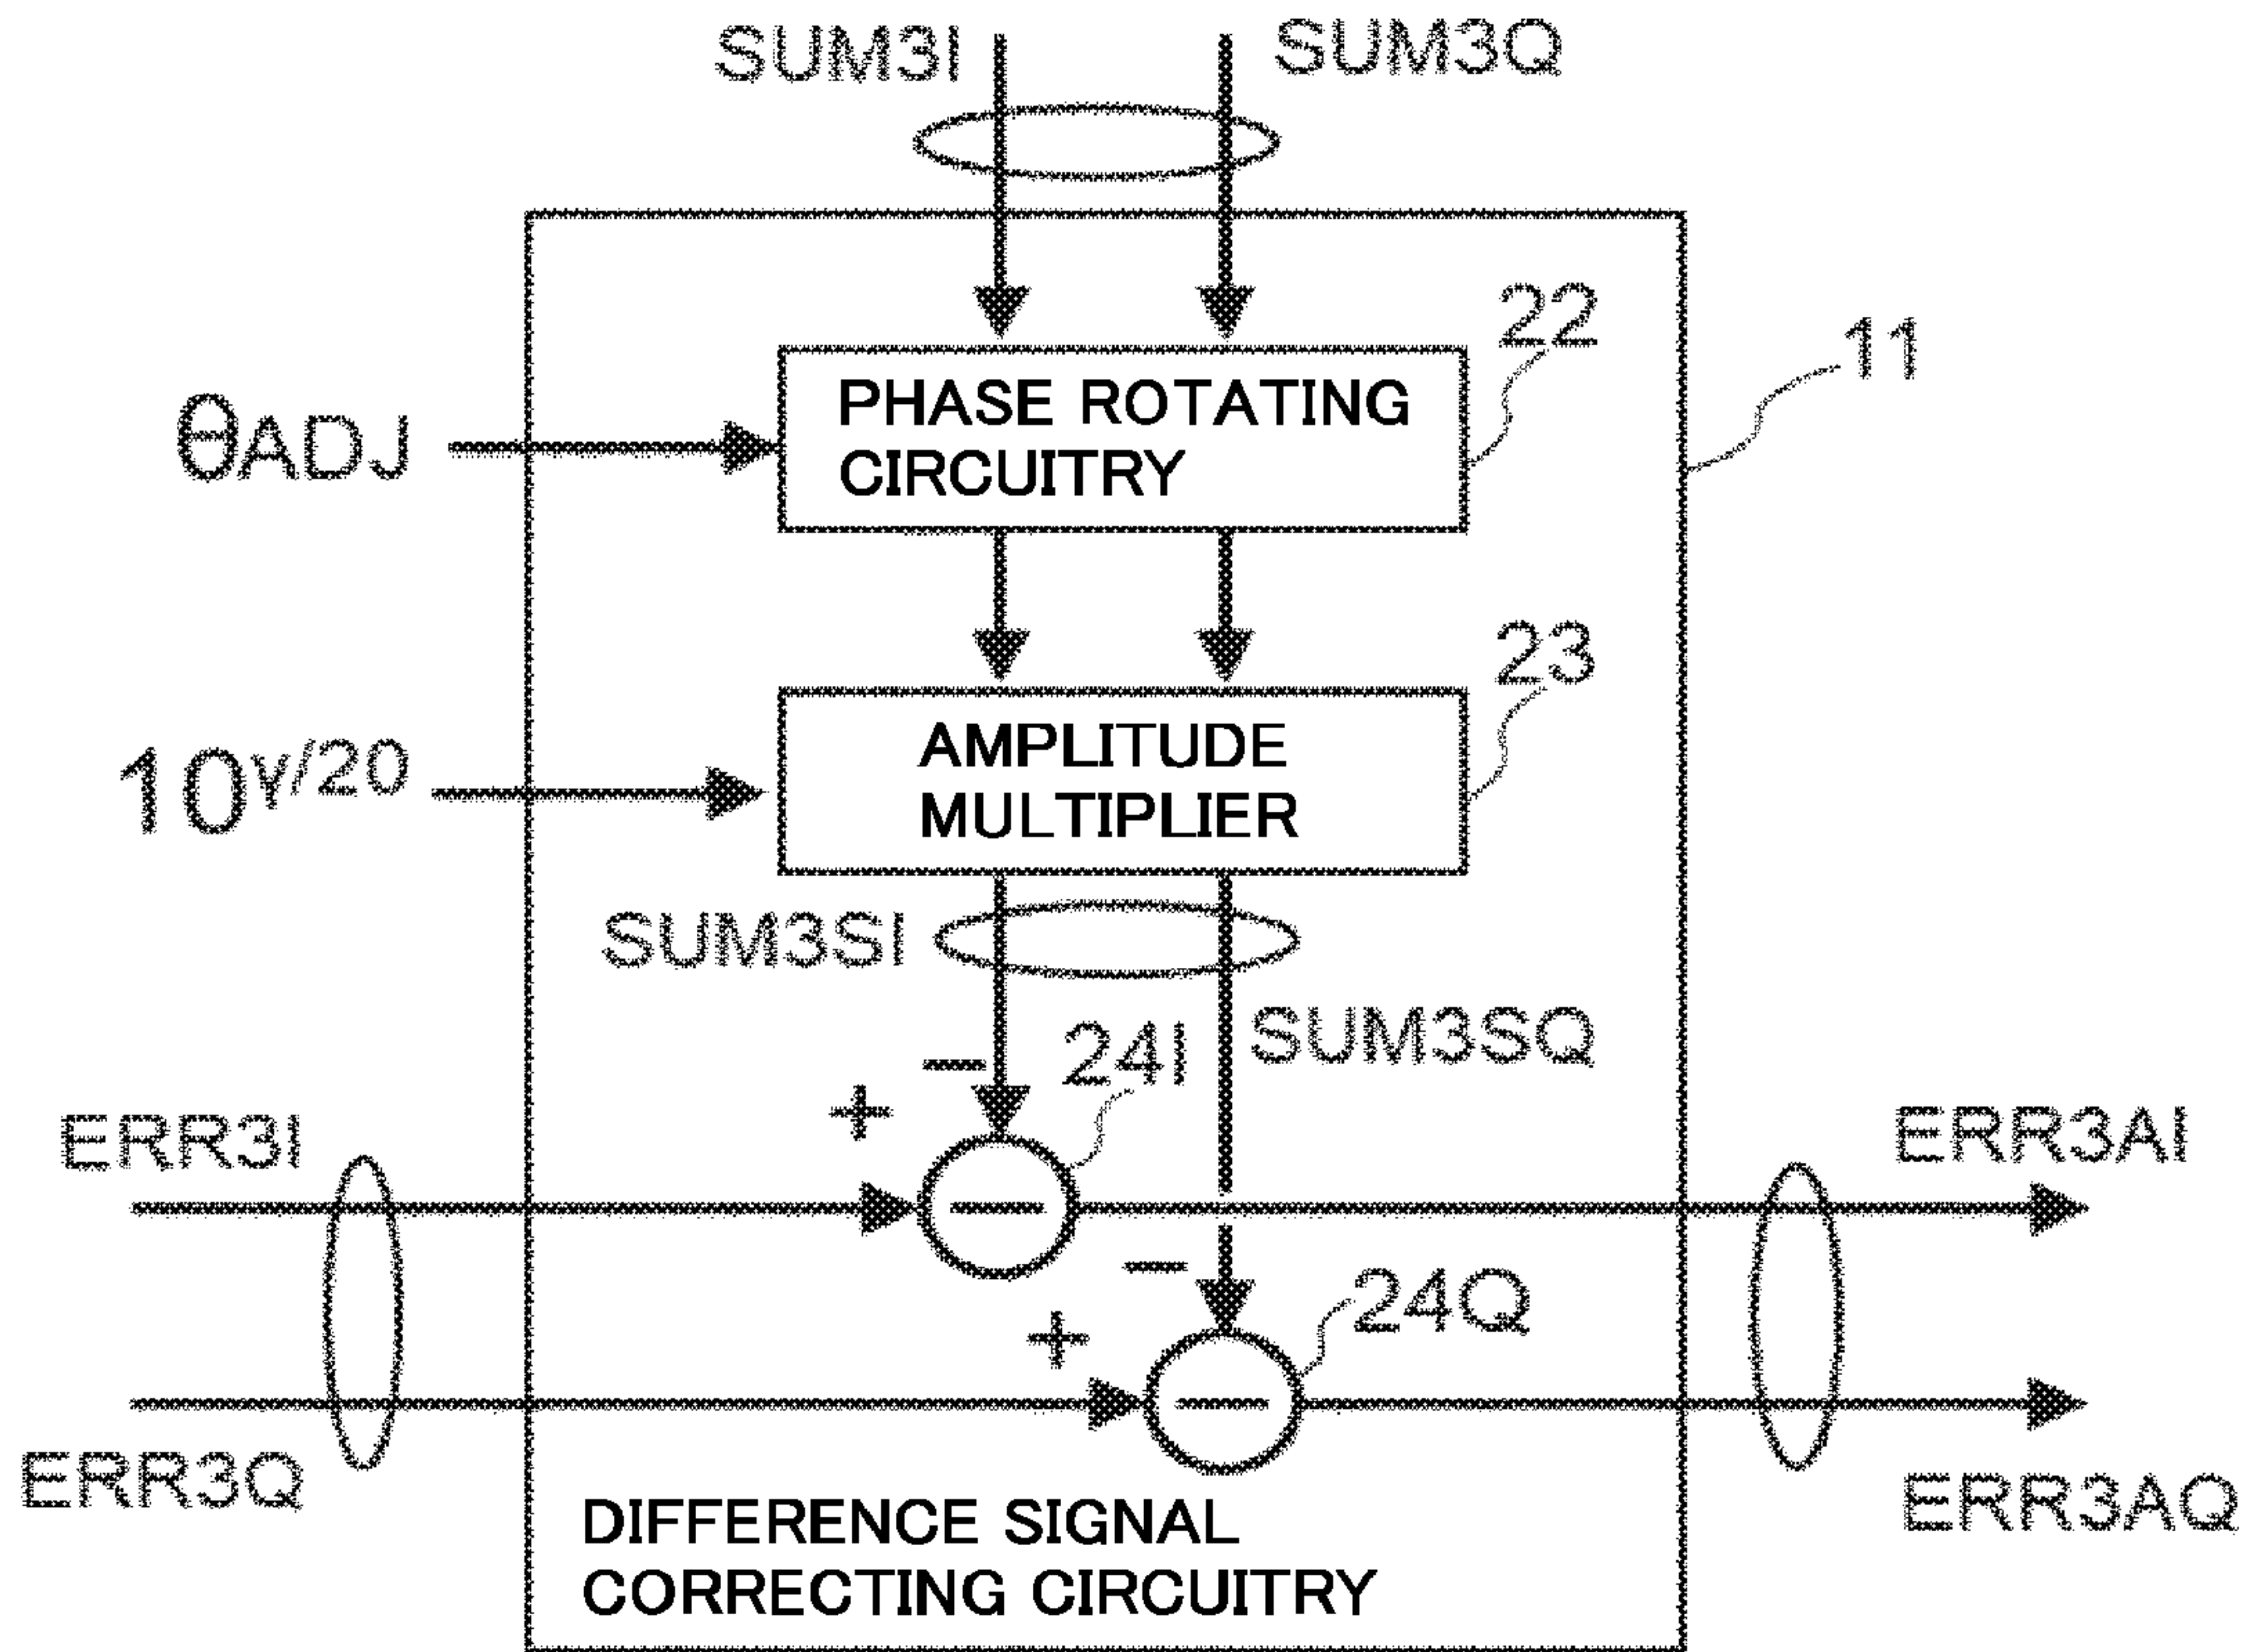 SUM3I
SUM3Q
22
11
PHASE ROTATING
CIRCUITRY
θADJ
23
AMPLITUDE
MULTIPLIER
10γ/20
SUM3SI
SUM3SQ
24I
−
+
ERR3I
ERR3AI
−
−
24Q
+
−
ERR3Q
ERR3AQ
DIFFERENCE SIGNAL
CORRECTING CIRCUITRY